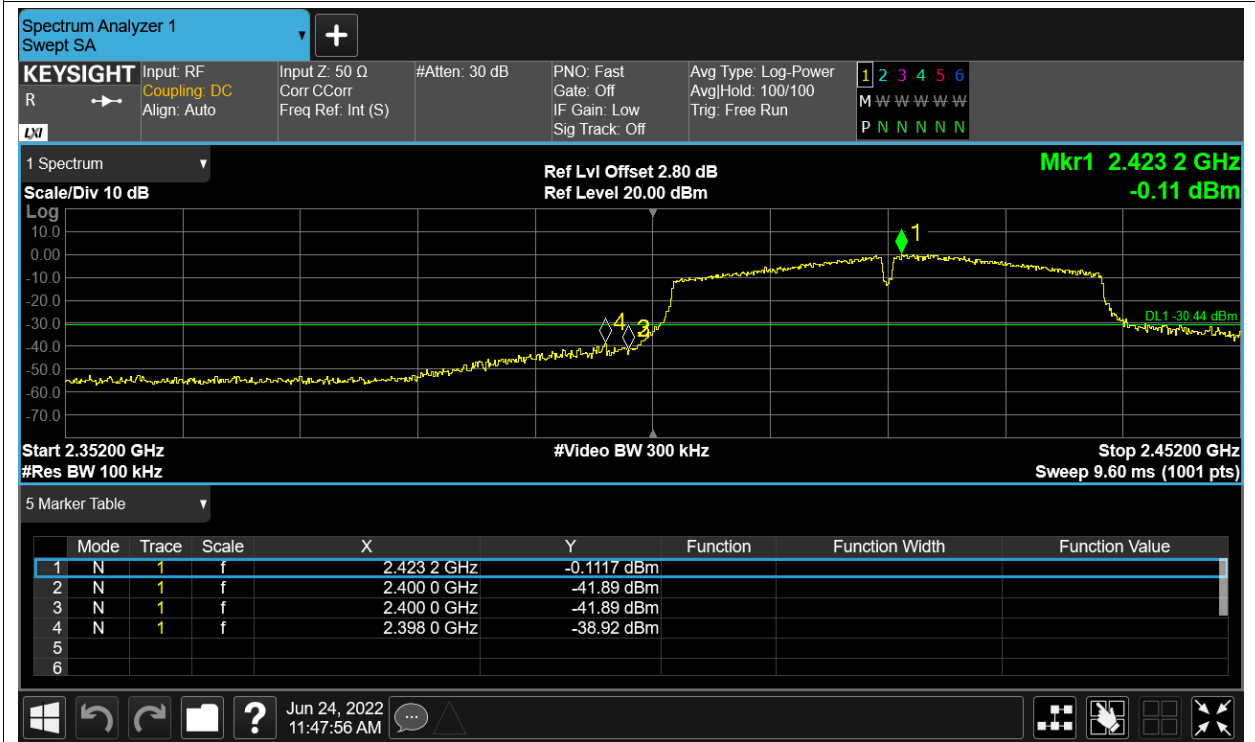 Spectrum Analyzer 1
Swept SA
+
KEYSIGHT Input: RF Input Z: 50 Ω #Atten: 30 dB PNO: Fast Avg Type: Log-Power 1 2 3 4 5 6
R Coupling: DC Corr CCorr Gate: Off Avg|Hold: 100/100 M W W W W W
Align: Auto Freq Ref: Int (S) IF Gain: Low Trig: Free Run
LXI Sig Track: Off P N N N N N
1 Spectrum Ref Lvl Offset 2.80 dB Mkr1 2.423 2 GHz
Scale/Div 10 dB Ref Level 20.00 dBm -0.11 dBm
Log
10.0 1
0.00
-10.0
-20.0
-30.0 4 DL1 -30.44 dBm
-40.0
-50.0
-60.0
-70.0
Start 2.35200 GHz #Video BW 300 kHz Stop 2.45200 GHz
#Res BW 100 kHz Sweep 9.60 ms (1001 pts)
5 Marker Table
Mode Trace Scale X Y Function Function Width Function Value
1 N 1 f 2.423 2 GHz -0.1117 dBm
2 N 1 f 2.400 0 GHz -41.89 dBm
3 N 1 f 2.400 0 GHz -41.89 dBm
4 N 1 f 2.398 0 GHz -38.92 dBm
5
6
? Jun 24, 2022
11:47:56 AM